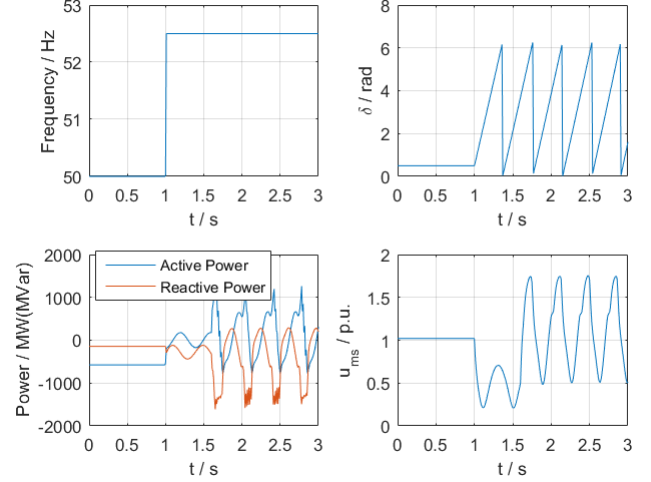 53
52
51
50
Frequency / Hz
0 0.5 1 1.5 2 2.5 3
t / s
8
6
4
2
0
δ / rad
0 0.5 1 1.5 2 2.5 3
t / s
2000
1000
0
-1000
-2000
Power / MW(MVar)
Active Power
Reactive Power
0 0.5 1 1.5 2 2.5 3
t / s
2
1.5
1
0.5
0
u_ms / p.u.
0 0.5 1 1.5 2 2.5 3
t / s